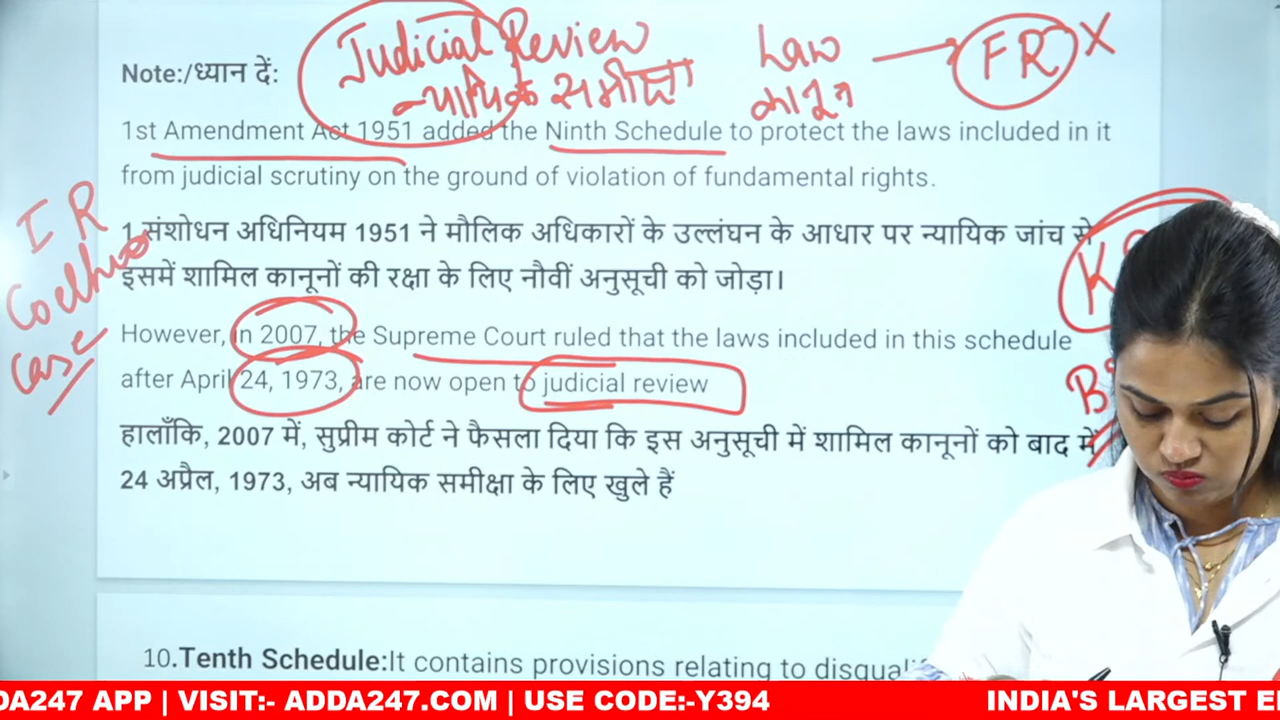 Judicial Review
न्यायिक समीक्षा
Law → FR X
कानून
Note:/ध्यान दें:
1st Amendment Act 1951 added the Ninth Schedule to protect the laws included in it
from judicial scrutiny on the ground of violation of fundamental rights.
I R
Coelho
Case
1 संशोधन अधिनियम 1951 ने मौलिक अधिकारों के उल्लंघन के आधार पर न्यायिक जांच से
इसमें शामिल कानूनों की रक्षा के लिए नौवीं अनुसूची को जोड़ा।
K
However, in 2007, the Supreme Court ruled that the laws included in this schedule
after April 24, 1973, are now open to judicial review
B
हालाँकि, 2007 में, सुप्रीम कोर्ट ने फैसला दिया कि इस अनुसूची में शामिल कानूनों को बाद में
24 अप्रैल, 1973, अब न्यायिक समीक्षा के लिए खुले हैं
10.Tenth Schedule:It contains provisions relating to
DA247 APP | VISIT:- ADDA247.COM | USE CODE:-Y394
INDIA'S LARGEST E